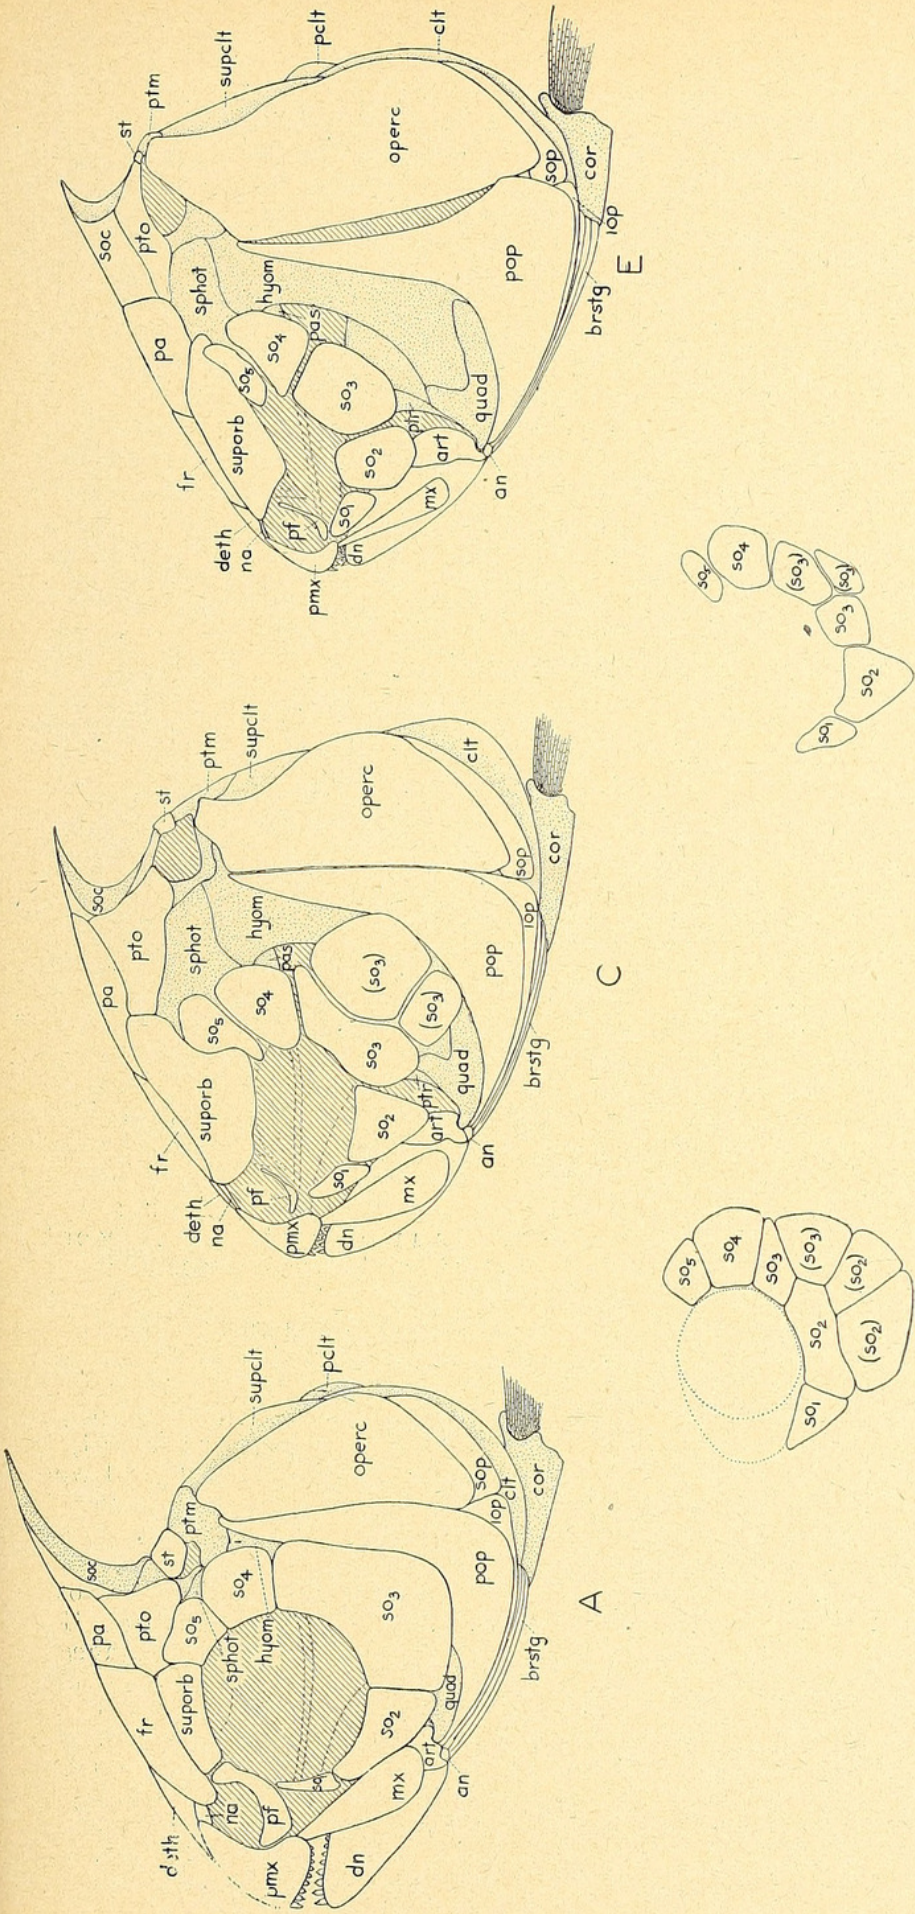 st
ptm
supclt
pclt
clt
soc
pto
operc
sop
cor
iop
brstg
E
pa
sphot
hyom
so4
pas
pop
so5
so3
fr
suporb
ptr
quad
so2
art
an
deth
na
pf
so1
mx
dn
pmx
so5
so4
(so3)
(so3)
so3
so2
so1
st
ptm
supclt
clt
soc
operc
sop
cor
pto
hyom
sphot
pas
(so3)
iop
pop
pa
so4
(so3)
C
so5
so3
suporb
quad
brstg
fr
so2
ptr
art
an
deth
na
pf
so1
mx
pmx
dn
so5
so4
so3
(so3)
(so2)
so2
(so2)
so1
supclt
pclt
operc
soc
st
ptm
sop
clt
iop
cor
pa
pto
so5
so4
so3
pop
A
sphot
hyom
fr
suporb
so2
quad
brstg
art
an
na
pf
mx
deth
pmx
dn